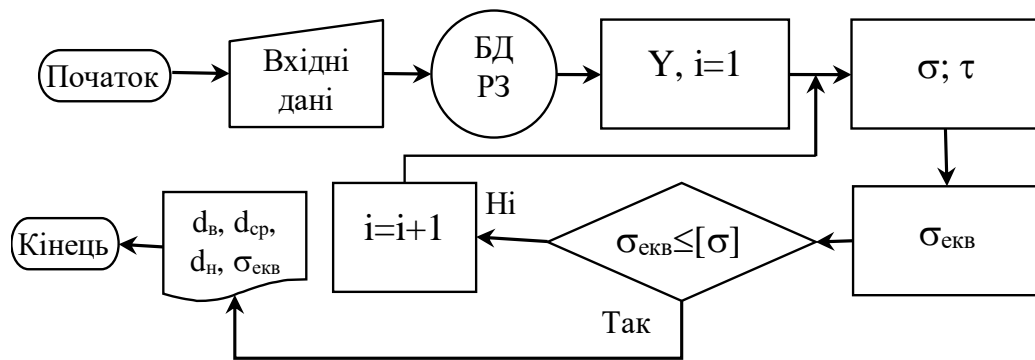 Початок
Вхідні
дані
БД
РЗ
Y, i=1
σ; τ
σекв
σекв≤[σ]
Ні
i=i+1
Так
dв, dср,
dн, σекв
Кінець